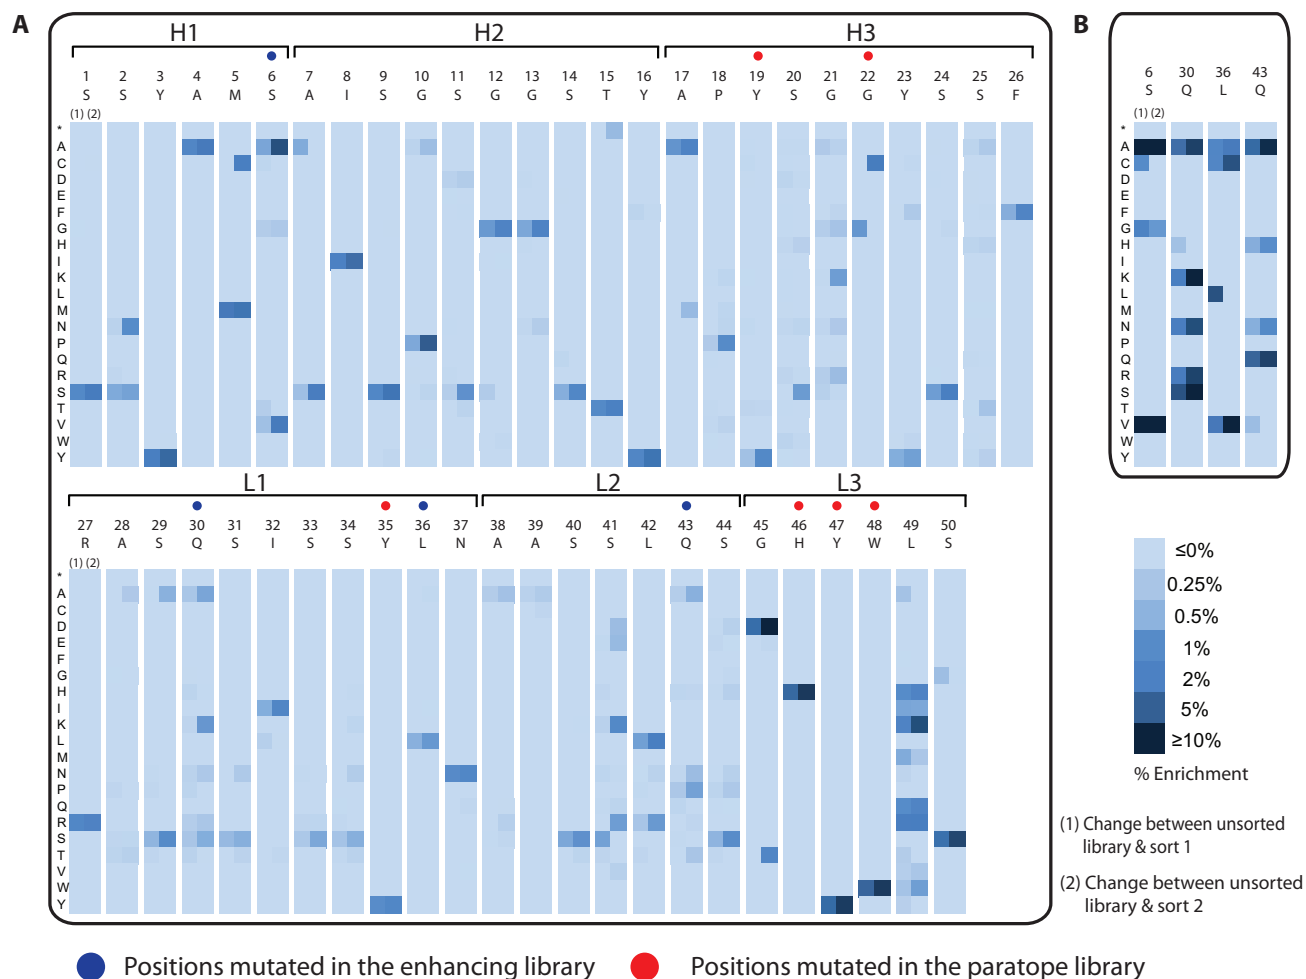 A
B
H1 H2 H3
1 2 3 4 5 6 7 8 9 10 11 12 13 14 15 16 17 18 19 20 21 22 23 24 25 26
S S Y A M S A I S G S G G S T Y A P Y S G G Y S S F
(1) (2)
*
A
C
D
E
F
G
H
I
K
L
M
N
P
Q
R
S
T
V
W
Y
6 30 36 43
S Q L Q
(1) (2)
*
A
C
D
E
F
G
H
I
K
L
M
N
P
Q
R
S
T
V
W
Y
L1 L2 L3
27 28 29 30 31 32 33 34 35 36 37 38 39 40 41 42 43 44 45 46 47 48 49 50
R A S Q S I S S Y L N A A S S L Q S G H Y W L S
(1) (2)
*
A
C
D
E
F
G
H
I
K
L
M
N
P
Q
R
S
T
V
W
Y
≤0%
0.25%
0.5%
1%
2%
5%
≥10%
% Enrichment
(1) Change between unsorted
library & sort 1
(2) Change between unsorted
library & sort 2
Positions mutated in the enhancing library
Positions mutated in the paratope library